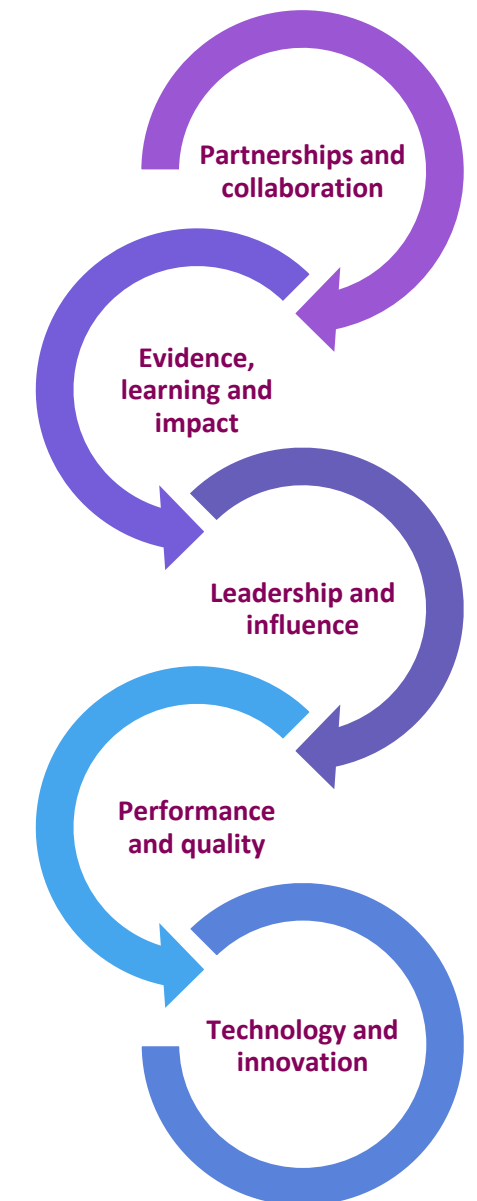 Partnerships and
collaboration
Evidence,
learning and
impact
Leadership and
influence
Performance
and quality
Technology and
innovation